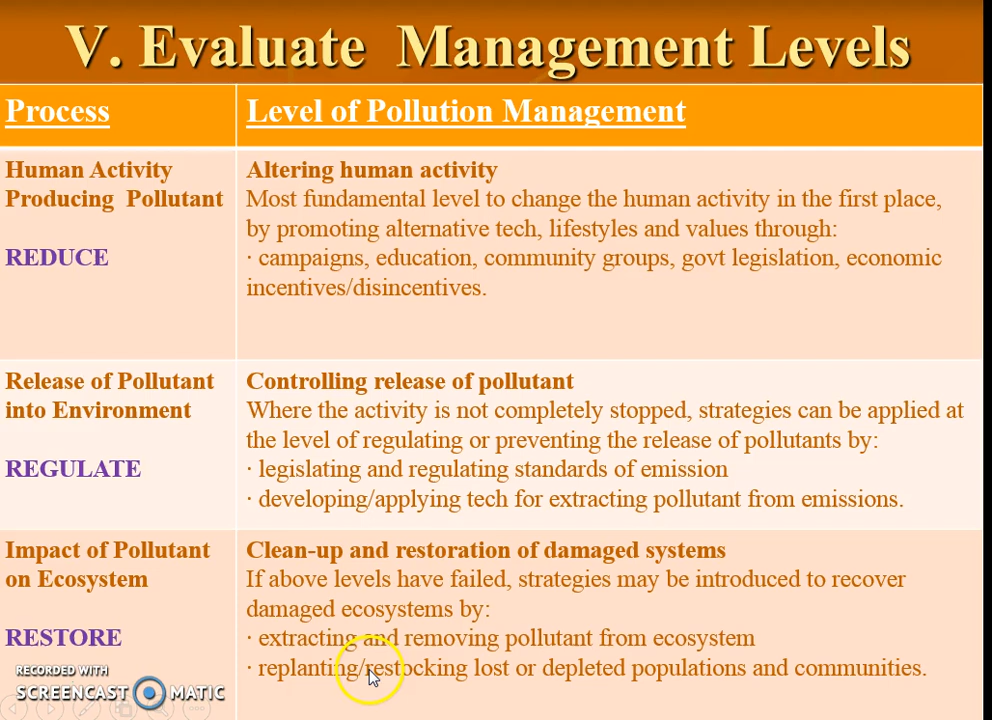 V. Evaluate Management Levels
Process
Level of Pollution Management
Human Activity
Producing Pollutant
REDUCE
Altering human activity
Most fundamental level to change the human activity in the first place,
by promoting alternative tech, lifestyles and values through:
· campaigns, education, community groups, govt legislation, economic
incentives/disincentives.
Release of Pollutant
into Environment
REGULATE
Controlling release of pollutant
Where the activity is not completely stopped, strategies can be applied at
the level of regulating or preventing the release of pollutants by:
· legislating and regulating standards of emission
· developing/applying tech for extracting pollutant from emissions.
Impact of Pollutant
on Ecosystem
RESTORE
Clean-up and restoration of damaged systems
If above levels have failed, strategies may be introduced to recover
damaged ecosystems by:
· extracting and removing pollutant from ecosystem
· replanting/restocking lost or depleted populations and communities.
RECORDED WITH
SCREENCAST MATIC